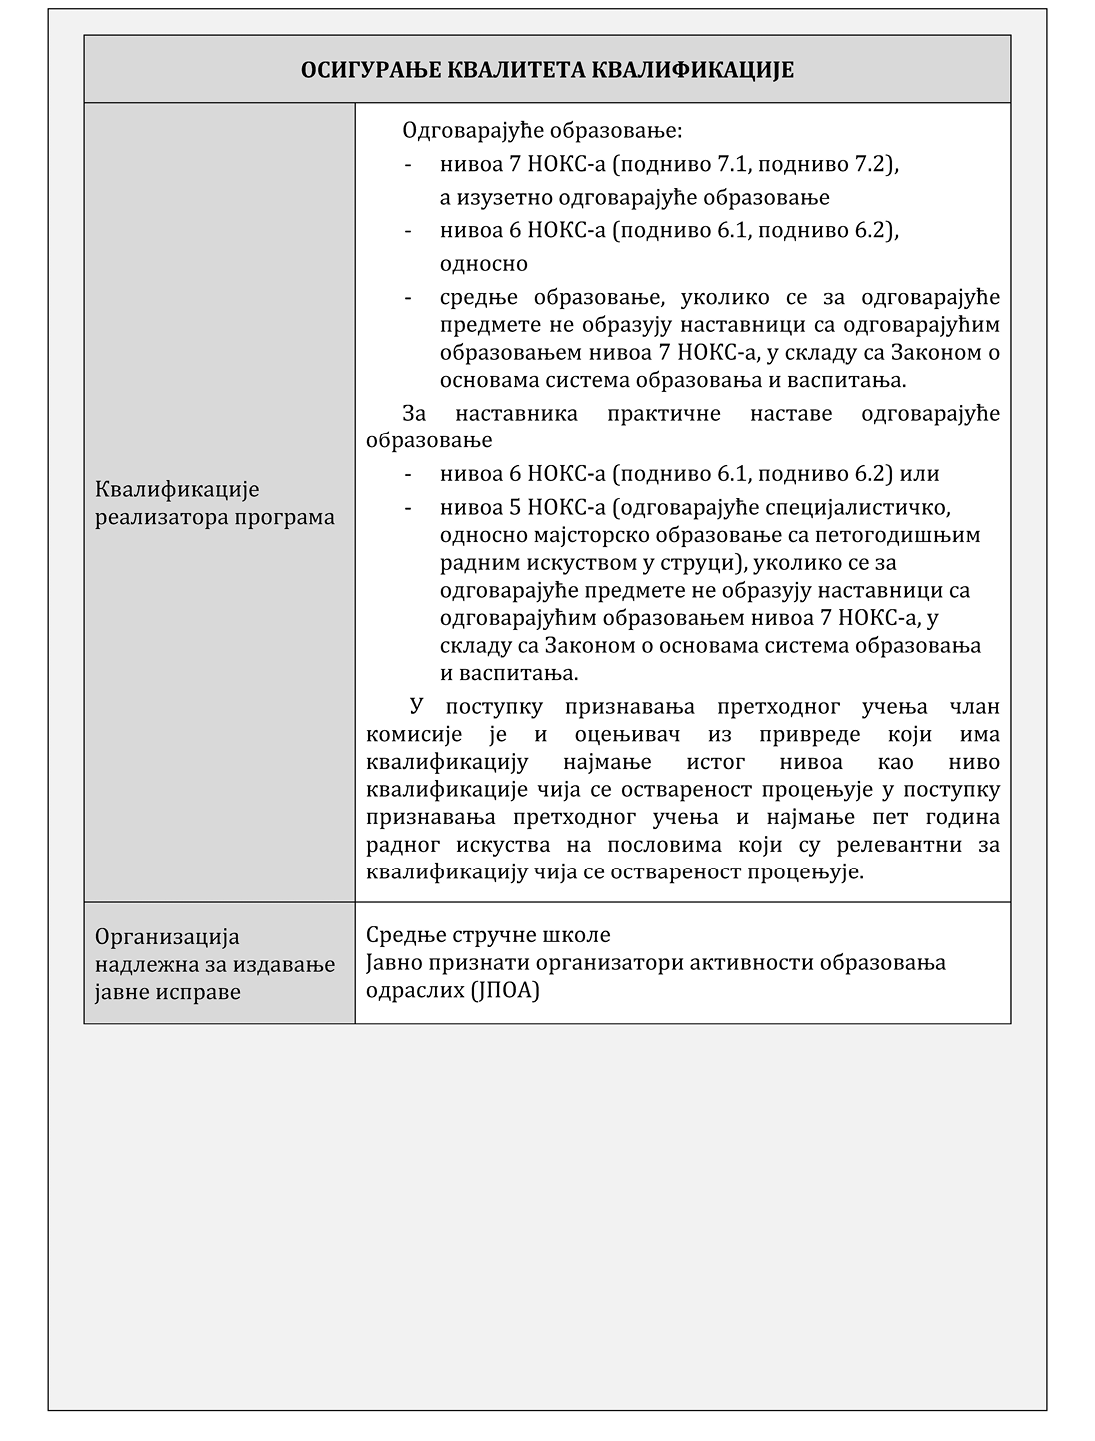 ОСИГУРАЊЕ КВАЛИТЕТА КВАЛИФИКАЦИЈЕ
Квалификације
реализатора програма
Одговарајуће образовање:
- нивоа 7 НОКС-а (поднивo 7.1, поднивo 7.2),
а изузетно одговарајуће образовање
- нивоа 6 НОКС-а (поднивo 6.1, поднивo 6.2),
односно
- средње образовање, уколико се за одговарајуће
предмете не образују наставници са одговарајућим
образовањем нивоа 7 НОКС-а, у складу са Законом о
основама система образовања и васпитања.
За наставника практичне наставе одговарајуће
образовање
- нивоа 6 НОКС-а (поднивo 6.1, поднивo 6.2) или
- нивоа 5 НОКС-а (одговарајуће специјалистичко,
односно мајсторско образовање са петогодишњим
радним искуством у струци), уколико се за
одговарајуће предмете не образују наставници са
одговарајућим образовањем нивоа 7 НОКС-а, у
складу са Законом о основама система образовања
и васпитања.
У поступку признавања претходног учења члан
комисије је и оцењивач из привреде који има
квалификацију најмање истог нивоа као ниво
квалификације чија се оствареност процењује у поступку
признавања претходног учења и најмање пет година
радног искуства на пословима који су релевантни за
квалификацију чија се оствареност процењује.
Организација
надлежна за издавање
јавне исправе
Средње стручне школе
Јавно признати организатори активности образовања
одраслих (ЈПОА)